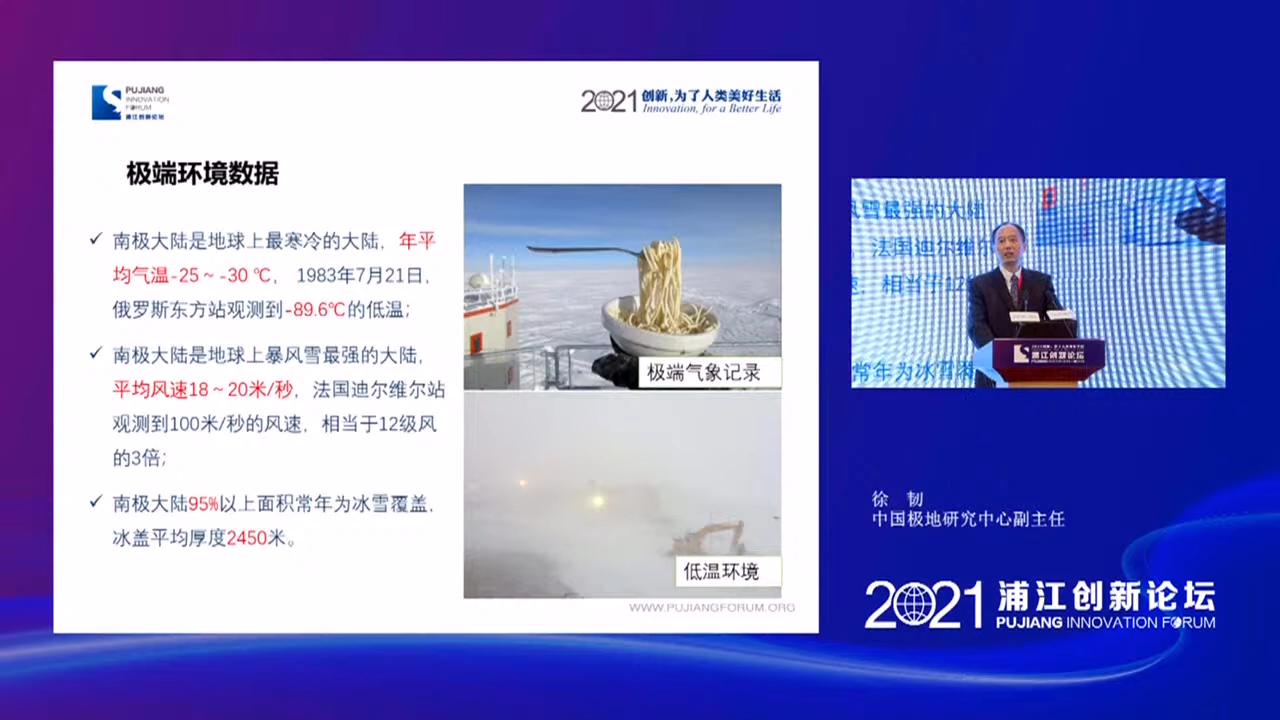 PUJIANG
INNOVATION
FORUM
浦江创新论坛
2021 创新,为了人类美好生活
Innovation, for a Better Life
极端环境数据
✓ 南极大陆是地球上最寒冷的大陆，年平
均气温-25～-30 ℃， 1983年7月21日，
俄罗斯东方站观测到-89.6℃的低温；
✓ 南极大陆是地球上暴风雪最强的大陆，
平均风速18～20米/秒，法国迪尔维尔站
观测到100米/秒的风速，相当于12级风
的3倍；
✓ 南极大陆95%以上面积常年为冰雪覆盖，
冰盖平均厚度2450米。
极端气象记录
低温环境
WWW.PUJIANGFORUM.ORG
风雪最强的大陆
法国迪尔维
相当于12
常年为冰雪覆
浦江创新论坛
徐 韧
中国极地研究中心副主任
2021 浦江创新论坛
PUJIANG INNOVATION FORUM